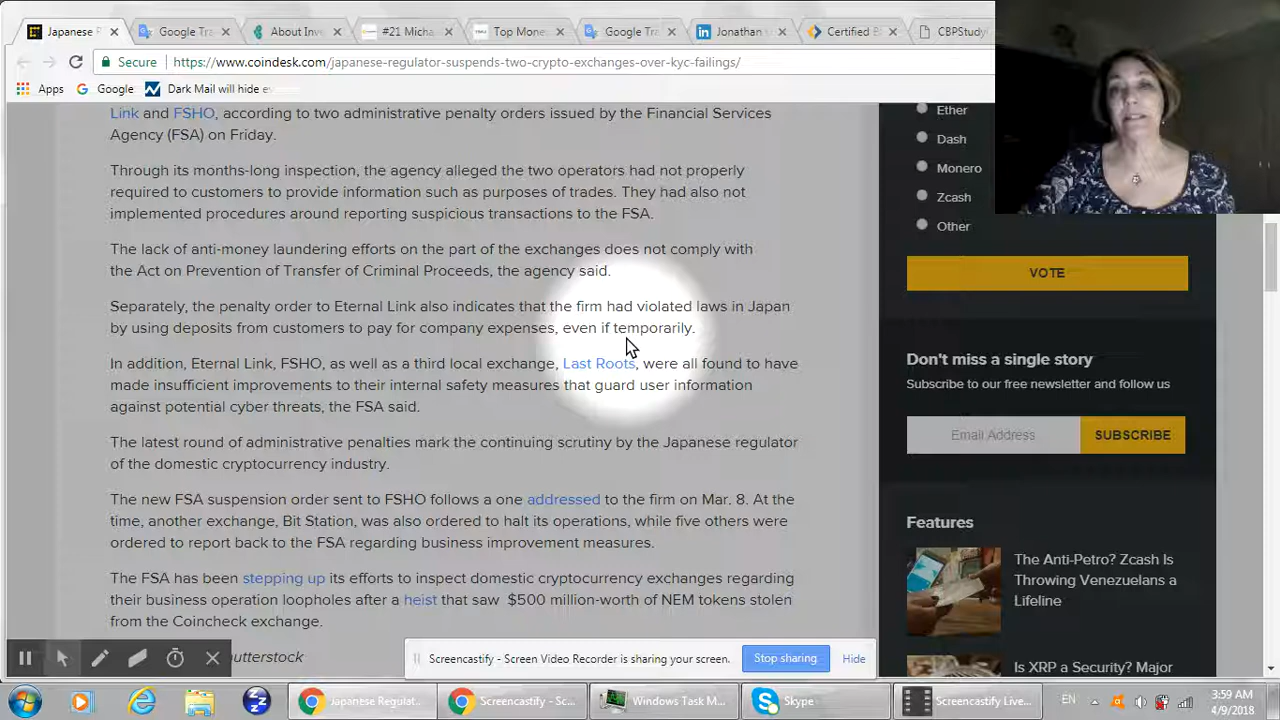 Japanese
Google Tra
About Inve
#21 Micha
Top Mone
Google Tra
Jonathan
Certified B
CBPStudy
Secure
https://www.coindesk.com/japanese-regulator-suspends-two-crypto-exchanges-over-kyc-failings/
Apps
Google
Dark Mail will hide e
Link and FSHO, according to two administrative penalty orders issued by the Financial Services
Agency (FSA) on Friday.
Through its months-long inspection, the agency alleged the two operators had not properly
required to customers to provide information such as purposes of trades. They had also not
implemented procedures around reporting suspicious transactions to the FSA.
The lack of anti-money laundering efforts on the part of the exchanges does not comply with
the Act on Prevention of Transfer of Criminal Proceeds, the agency said.
Separately, the penalty order to Eternal Link also indicates that the firm had violated laws in Japan
by using deposits from customers to pay for company expenses, even if temporarily.
In addition, Eternal Link, FSHO, as well as a third local exchange, Last Roots, were all found to have
made insufficient improvements to their internal safety measures that guard user information
against potential cyber threats, the FSA said.
The latest round of adminirative penalties mark the continuing scrutiny by the Japanese regulator
of the domestic cryptocurrency industry.
The new FSA suspension order sent to FSHO follows a one addressed to the firm on Mar. 8. At the
time, another exchange, Bit Station, was also ordered to halt its operations, while five others were
ordered to report back to the FSA regarding business improvement measures.
The FSA has been stepping up its efforts to inspect domestic cryptocurrency exchanges regarding
their business operation loopholes after a heist that saw $500 million-worth of NEM tokens stolen
from the Coincheck exchange.
utterstock
Ether
Dash
Monero
Zcash
Other
VOTE
Don't miss a single story
Subscribe to our free newsletter and follow us
Email Address
SUBSCRIBE
Features
The Anti-Petro? Zcash Is
Throwing Venezuelans a
Lifeline
Is XRP a Security? Major
Screencastify - Screen Video Recorder is sharing your screen.
Stop sharing
Hide
Japanese Regulat...
Screencastify - Sc...
Windows Task M...
Skype
Screencastify Live...
EN
3:59 AM
4/9/2018